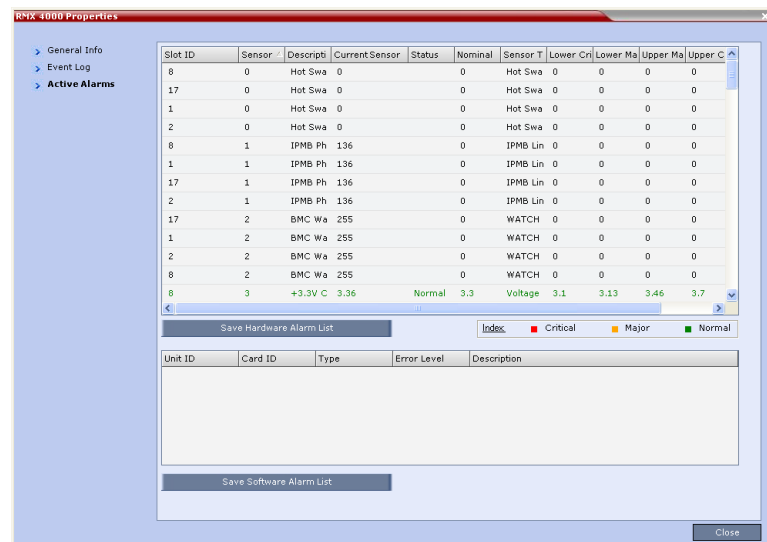 RMX 4000 Properties
General Info
Event Log
Active Alarms
Slot ID Sensor Descripti Current Sensor Status Nominal Sensor T Lower Cri Lower Ma Upper Ma Upper C
8 0 Hot Swa 0 0 Hot Swa 0 0 0 0
17 0 Hot Swa 0 0 Hot Swa 0 0 0 0
1 0 Hot Swa 0 0 Hot Swa 0 0 0 0
2 0 Hot Swa 0 0 Hot Swa 0 0 0 0
8 1 IPMB Ph 136 0 IPMB Lin 0 0 0 0
1 1 IPMB Ph 136 0 IPMB Lin 0 0 0 0
17 1 IPMB Ph 136 0 IPMB Lin 0 0 0 0
2 1 IPMB Ph 136 0 IPMB Lin 0 0 0 0
17 2 BMC Wa 255 0 WATCH 0 0 0 0
1 2 BMC Wa 255 0 WATCH 0 0 0 0
2 2 BMC Wa 255 0 WATCH 0 0 0 0
8 2 BMC Wa 255 0 WATCH 0 0 0 0
8 3 +3.3V C 3.36 Normal 3.3 Voltage 3.1 3.13 3.46 3.7
Save Hardware Alarm List
Index Critical Major Normal
Unit ID Card ID Type Error Level Description
Save Software Alarm List
Close